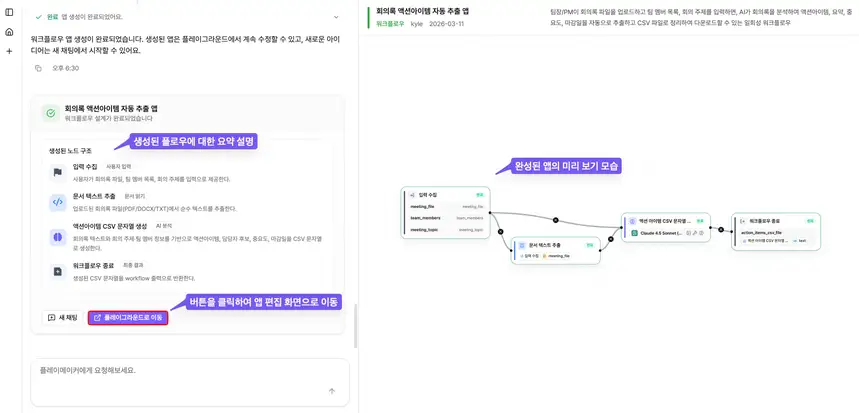 완료 앱 생성이 완료되었어요.
워크플로우 앱 생성이 완료되었습니다. 생성된 앱은 플레이그라운드에서 계속 수정할 수 있고, 새로운 아이
디어는 새 채팅에서 시작할 수 있어요.
오후 6:30
회의록 액션아이템 자동 추출 앱
워크플로우 설계가 완료되었습니다
생성된 플로우에 대한 요약 설명
생성된 노드 구조
입력 수집 사용자 입력
사용자가 회의록 파일, 팀 멤버 목록, 회의 주제를 입력으로 제공한다.
문서 텍스트 추출 문서 읽기
업로드된 회의록 파일(PDF/DOCX/TXT)에서 순수 텍스트를 추출한다.
액션아이템 CSV 문자열 생성 AI 분석
회의록 텍스트와 회의 주제·팀 멤버 정보를 기반으로 액션아이템, 담당자 후보, 중요도, 마감일을 CSV 문자열
로 생성한다.
워크플로우 종료 최종 결과
생성된 CSV 문자열을 workflow 출력으로 반환한다.
버튼을 클릭하여 앱 편집 화면으로 이동
새 채팅
플레이그라운드로 이동
플레이메이커에게 요청해보세요.
회의록 액션아이템 자동 추출 앱
워크플로우 kyle 2026-03-11
팀장/PM이 회의록 파일을 업로드하고 팀 멤버 목록, 회의 주제를 입력하면, AI가 회의록을 분석하여 액션아이템, 요약, 중
요도, 마감일을 자동으로 추출하고 CSV 파일로 정리하여 다운로드할 수 있는 일회성 워크플로우
완성된 앱의 미리 보기 모습
입력 수집 완료
meeting_file meeting_file
team_members team_members
meeting_topic meeting_topic
문서 텍스트 추출 완료
입력 수집 meeting_file
액션 아이템 CSV 문자열 ... 완료
Claude 4.5 Sonnet (...
워크플로우 종료 완료
action_items_csv_file
액션 아이템 CSV 문자열 ... text